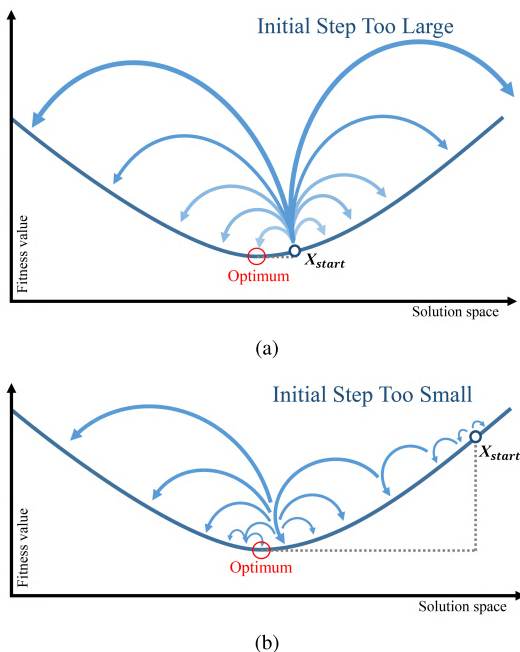 Initial Step Too Large
Fitness value
Optimum
X_start
Solution space
(a)
Initial Step Too Small
X_start
Fitness value
Optimum
Solution space
(b)